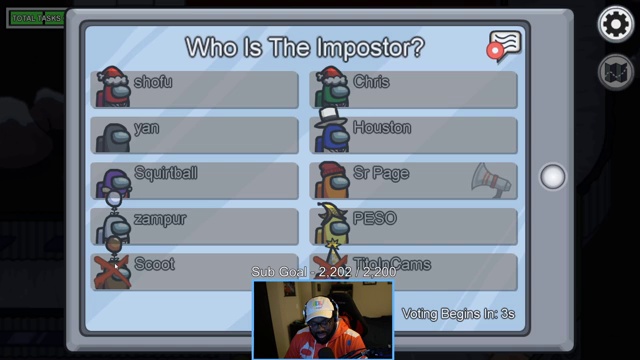 TOTAL TASKS
Who Is The Impostor?
shofu
Chris
yan
Houston
Squirtball
Sr Page
zampur
PESO
Scoot
TitoInCams
Sub Goal - 2,202 / 2,200
Voting Begins In: 3s